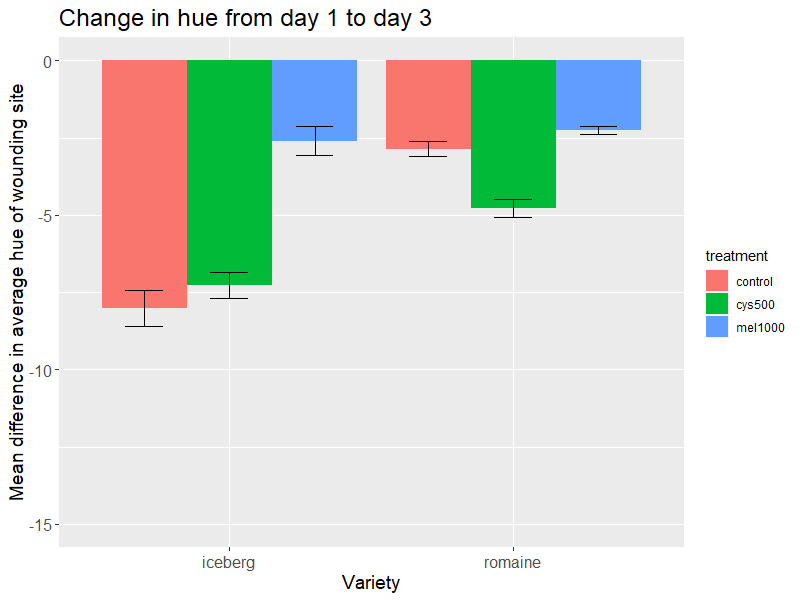 Change in hue from day 1 to day 3
Mean difference in average hue of wounding site
0
-5
-10
-15
iceberg
romaine
Variety
treatment
control
cys500
mel1000